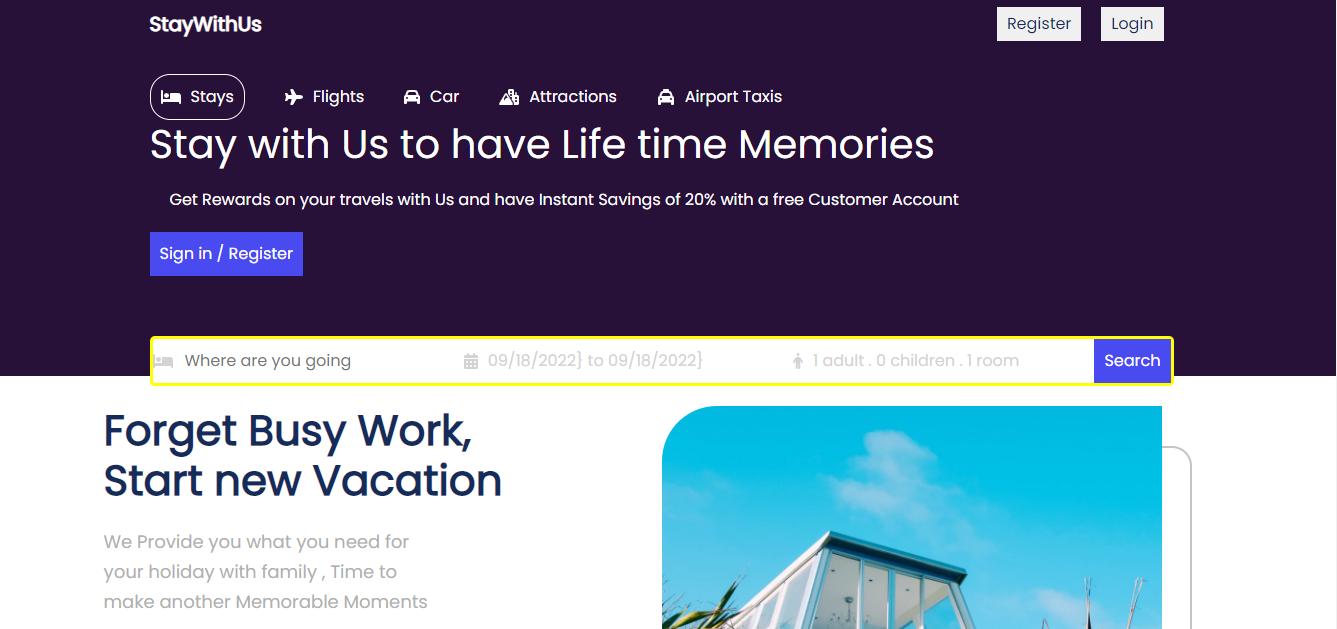 StayWithUs
Register
Login
Stays
Flights
Car
Attractions
Airport Taxis
Stay with Us to have Life time Memories
Get Rewards on your travels with Us and have Instant Savings of 20% with a free Customer Account
Sign in / Register
Where are you going
09/18/2022} to 09/18/2022}
1 adult . 0 children . 1 room
Search
Forget Busy Work,
Start new Vacation
We Provide you what you need for
your holiday with family , Time to
make another Memorable Moments